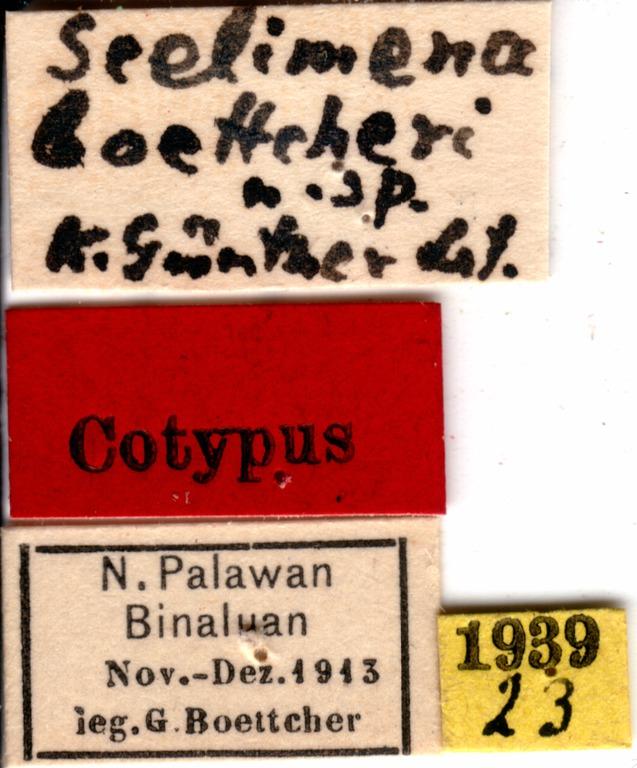 Scelimena
boettcheri
n. sp.
K. Günther det.
Cotypus
N. Palawan
Binaluan
Nov.-Dez. 1913
leg. G. Boettcher
1939
23